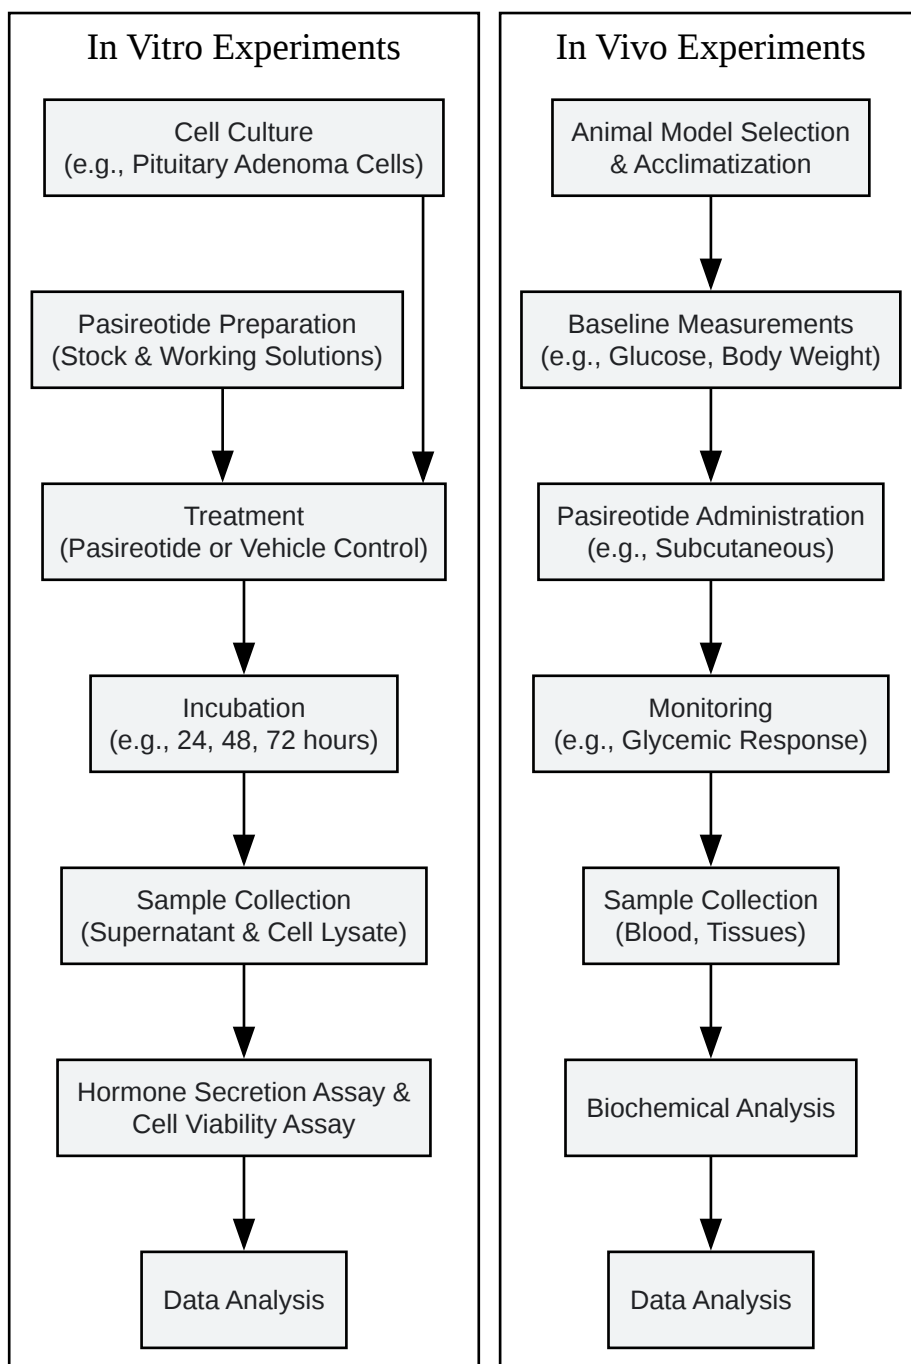 In Vitro Experiments
Cell Culture
(e.g., Pituitary Adenoma Cells)
Pasireotide Preparation
(Stock & Working Solutions)
Treatment
(Pasireotide or Vehicle Control)
Incubation
(e.g., 24, 48, 72 hours)
Sample Collection
(Supernatant & Cell Lysate)
Hormone Secretion Assay &
Cell Viability Assay
Data Analysis
In Vivo Experiments
Animal Model Selection
& Acclimatization
Baseline Measurements
(e.g., Glucose, Body Weight)
Pasireotide Administration
(e.g., Subcutaneous)
Monitoring
(e.g., Glycemic Response)
Sample Collection
(Blood, Tissues)
Biochemical Analysis
Data Analysis